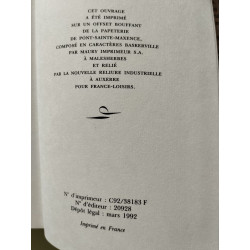 CET OUVRAGE
A ÉTÉ IMPRIMÉ
SUR UN OFFSET BOUFFANT
DE LA PAPETERIE
DE PONT-SAINTE-MAXENCE,
COMPOSÉ EN CARACTÈRES BASKERVILLE
PAR MAURY IMPRIMEUR S.A.
À MALESHERBES
ET RELIÉ
PAR LA NOUVELLE RELIURE INDUSTRIELLE
À AUXERRE
POUR FRANCE-LOISIRS.
N° d'imprimeur : C92/38183 F
N° d'éditeur : 20928
Dépôt légal : mars 1992
Imprimé en France